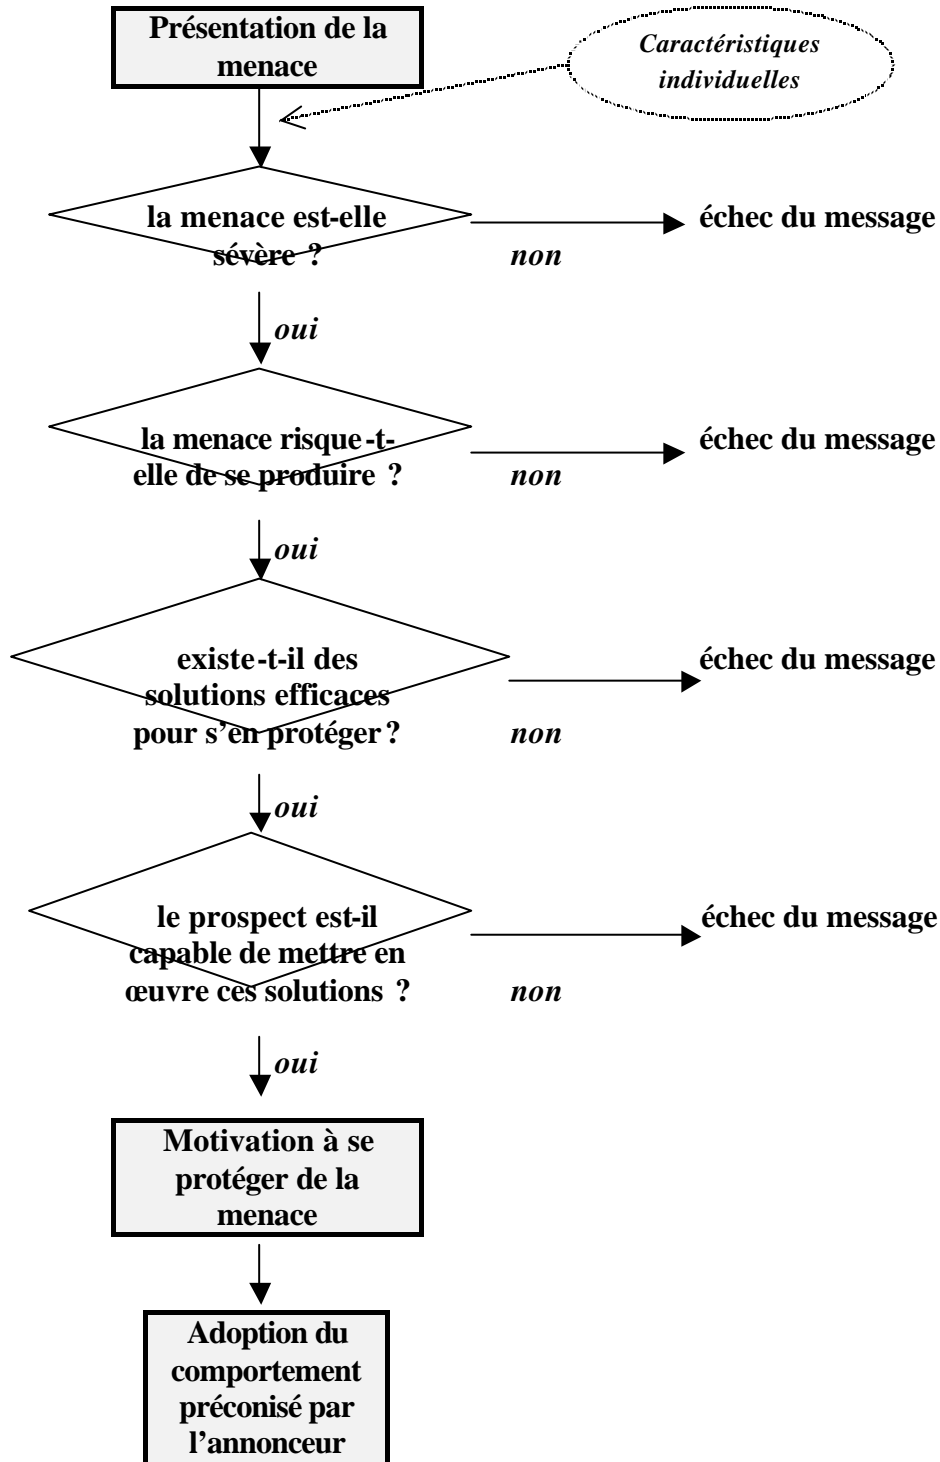 Présentation de la
menace
Caractéristiques
individuelles
la menace est-elle
sévère ?
non
échec du message
oui
la menace risque-t-
elle de se produire ?
non
échec du message
oui
existe-t-il des
solutions efficaces
pour s'en protéger ?
non
échec du message
oui
le prospect est-il
capable de mettre en
œuvre ces solutions ?
non
échec du message
oui
Motivation à se
protéger de la
menace
Adoption du
comportement
préconisé par
l'annonceur